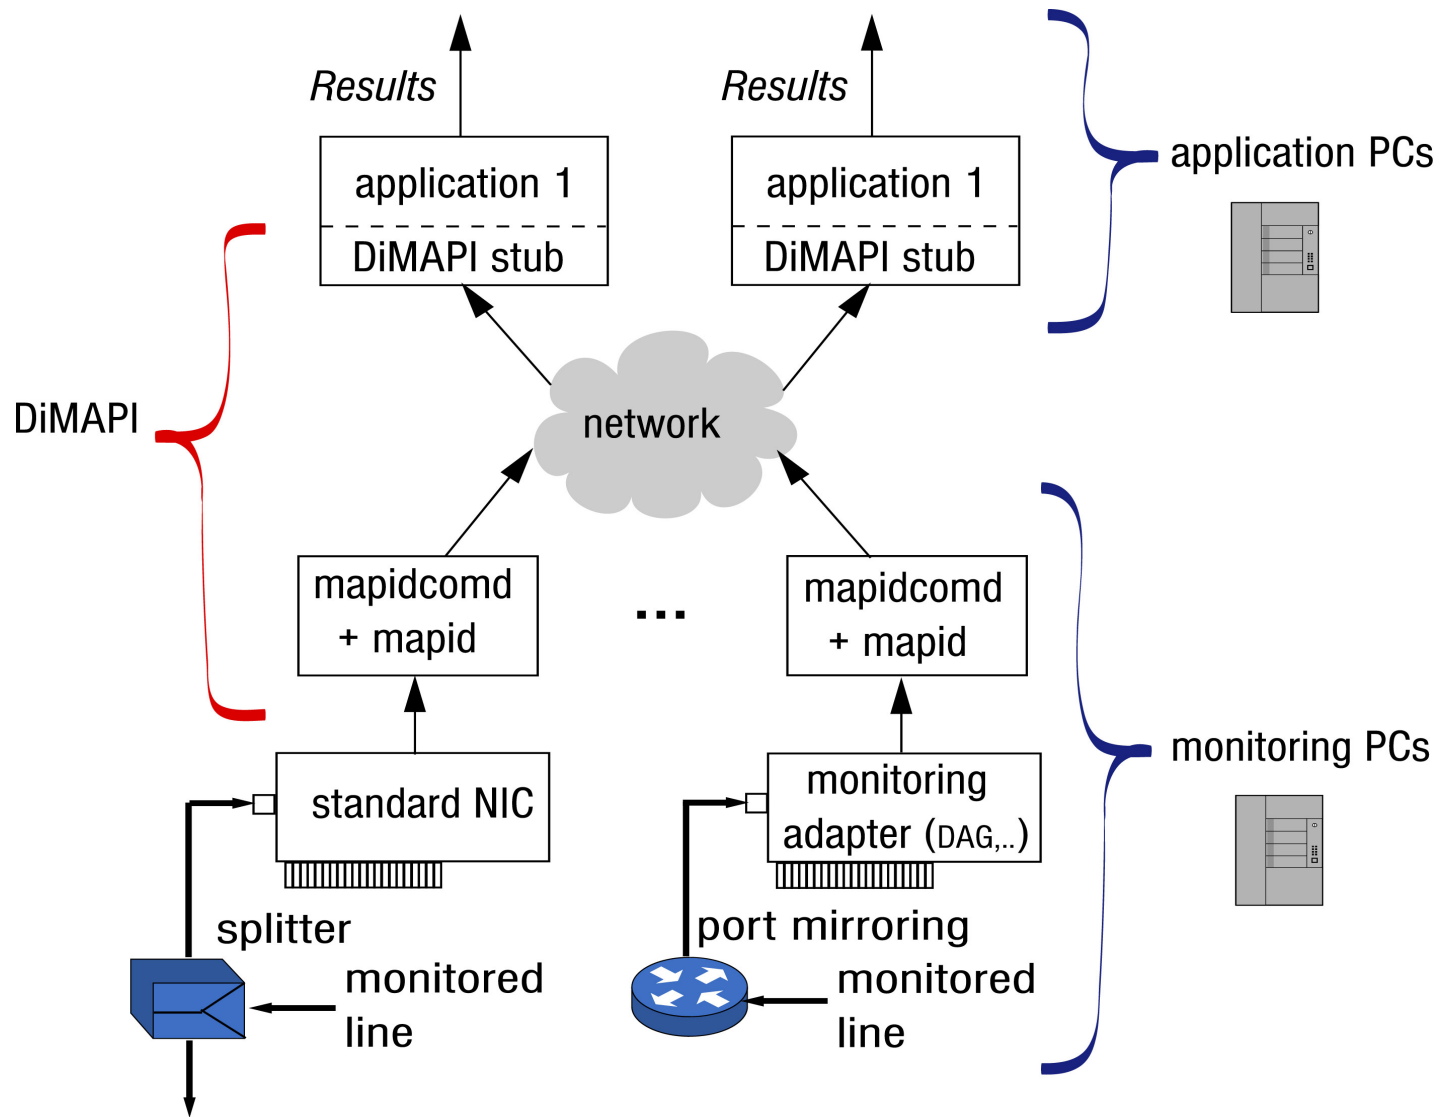 Results
Results
application 1
DiMAPI stub
application 1
DiMAPI stub
application PCs
DiMAPI
network
mapidcomd
+ mapid
...
mapidcomd
+ mapid
monitoring PCs
standard NIC
monitoring
adapter (DAG,..)
splitter
monitored
line
port mirroring
monitored
line